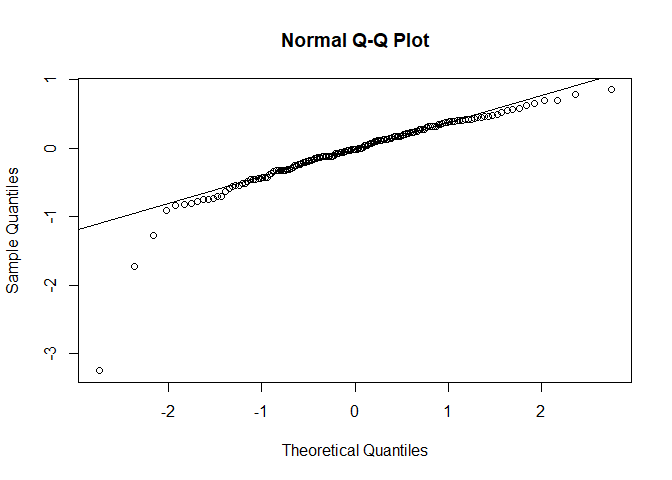 Normal Q-Q Plot
Sample Quantiles
1
0
-1
-2
-3
-2 -1 0 1 2
Theoretical Quantiles